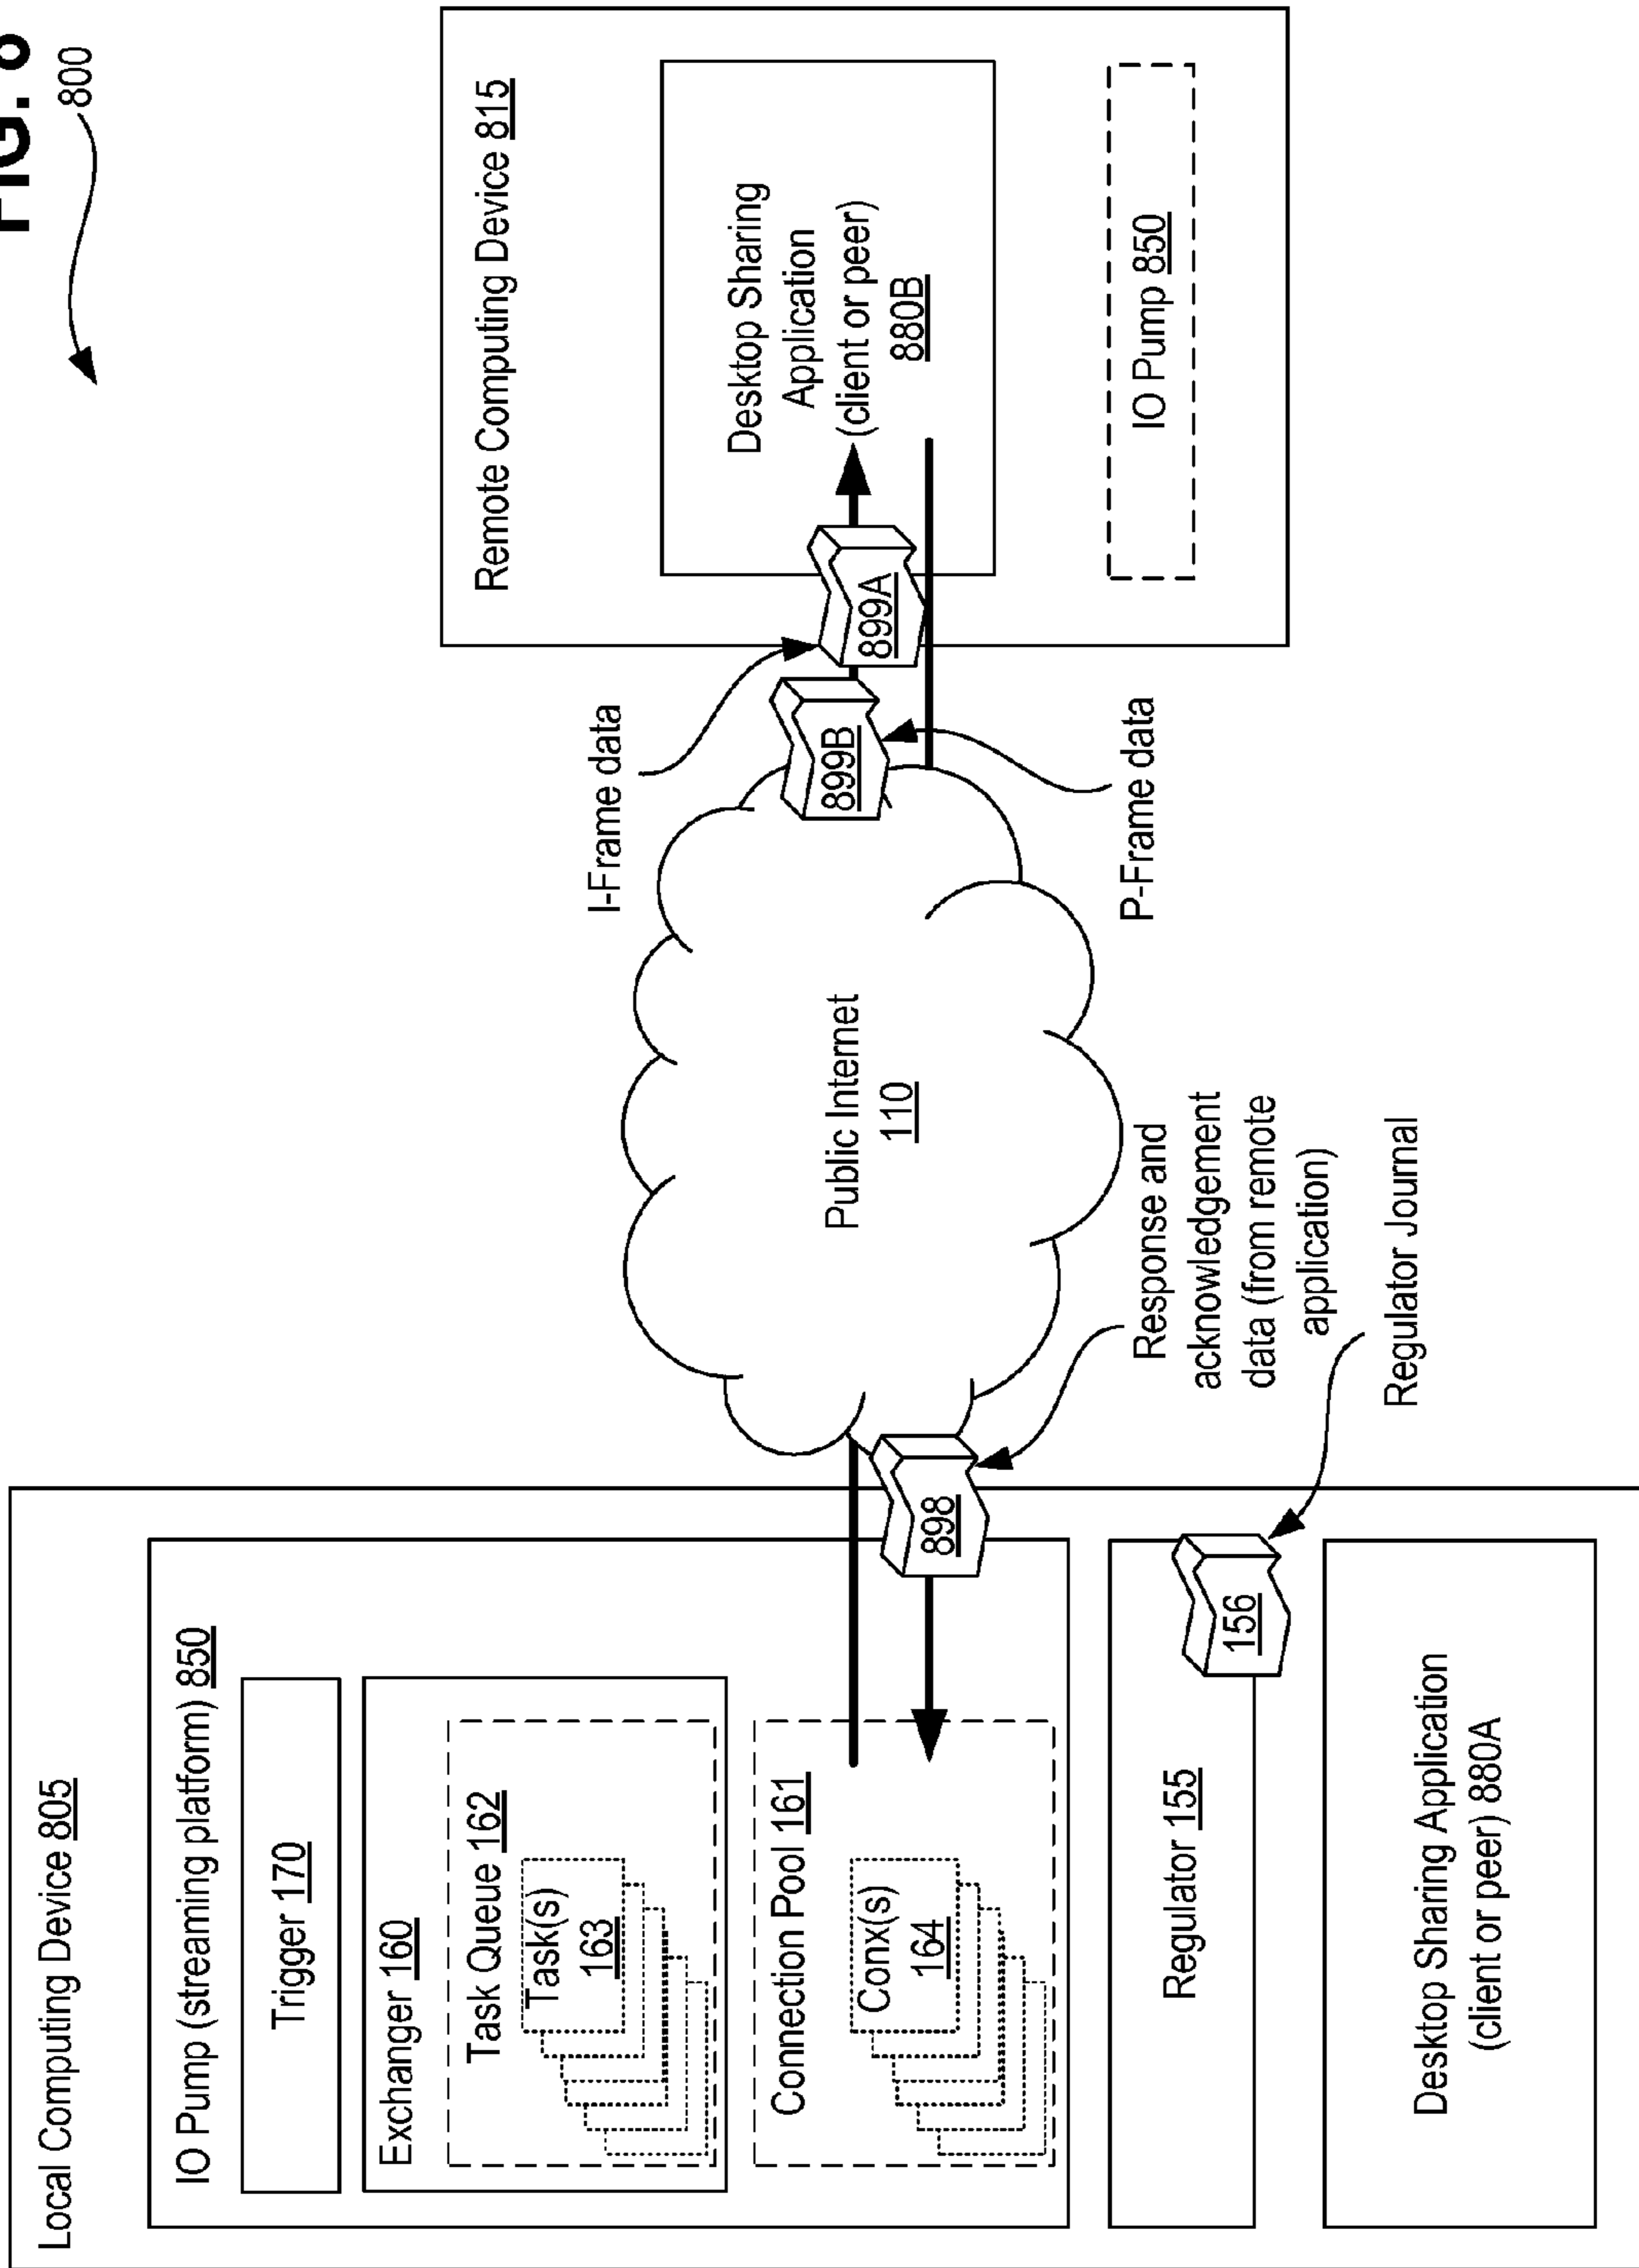 FIG. 8
800
Local Computing Device 805
IO Pump (streaming platform) 850
Trigger 170
Exchanger 160
Task Queue 162
Task(s)
163
Connection Pool 161
Conx(s)
164
Regulator 155
156
Desktop Sharing Application
(client or peer) 880A
898
Public Internet
110
Response and
acknowledgement
data (from remote
application)
Regulator Journal
I-Frame data
899B
899A
P-Frame data
Remote Computing Device 815
Desktop Sharing
Application
(client or peer)
880B
IO Pump 850